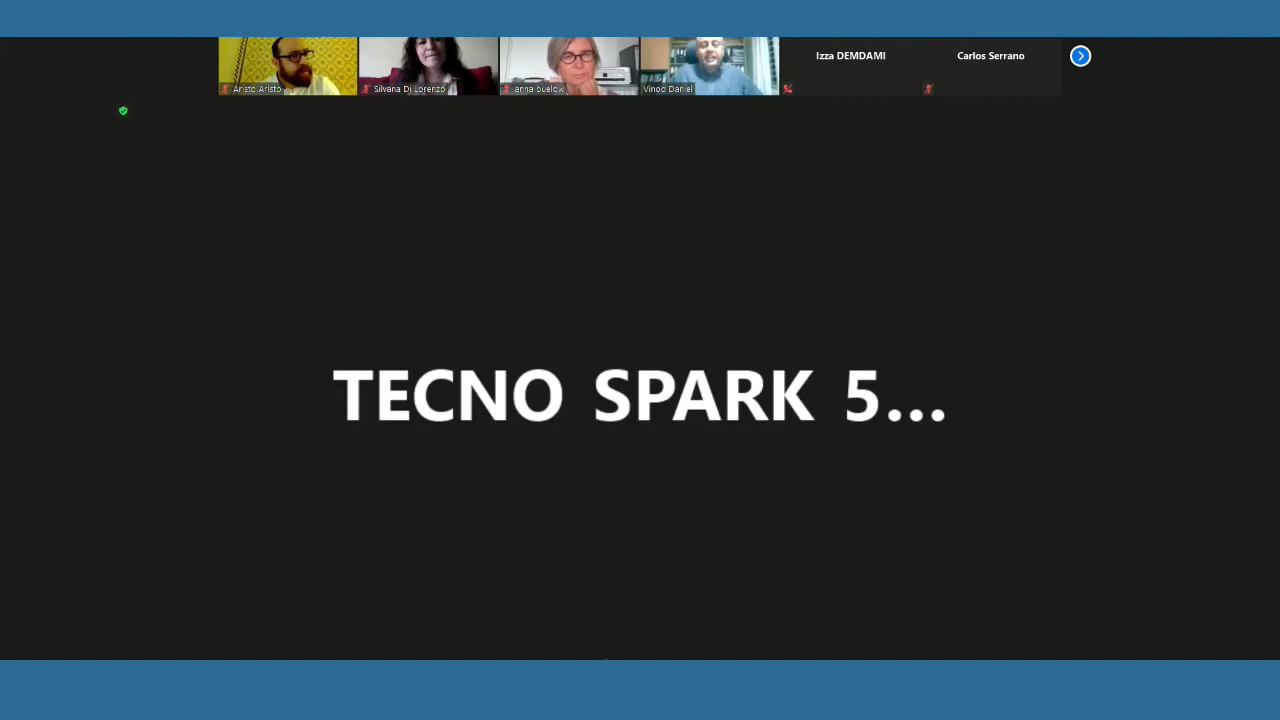 Aristo Aristo
Silvana Di Lorenzo
anna buelow
Vinod Daniel
Izza DEMDAMI
Carlos Serrano
TECNO SPARK 5...